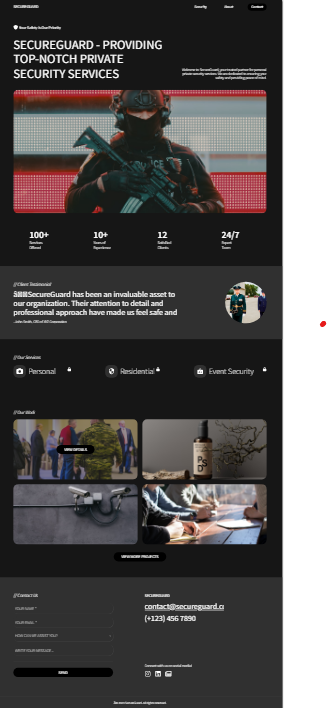 SECUREGUARD
Security
About
Contact
Your Safety is Our Priority
SECUREGUARD - PROVIDING
TOP-NOTCH PRIVATE
SECURITY SERVICES
Welcome to SecureGuard, your trusted partner for personal
private security services. We are dedicated to ensuring your
safety and providing peace of mind.
100+
Services
Offered
10+
Years of
Experience
12
Satisfied
Clients
24/7
Expert
Team
// Client Testimonial
SecureGuard has been an invaluable asset to
our organization. Their attention to detail and
professional approach have made us feel safe and
- John Smith, CEO of
// Our Services
Personal
Residential
Event Security
// Our Work
VIEW DETAILS
VIEW MORE PROJECTS
// Contact Us
YOUR NAME *
YOUR EMAIL *
HOW CAN WE ASSIST YOU?
WRITE YOUR MESSAGE...
SEND
SECUREGUARD
contact@secureguard.co
(+123) 456 7890
Connect with us on social media!